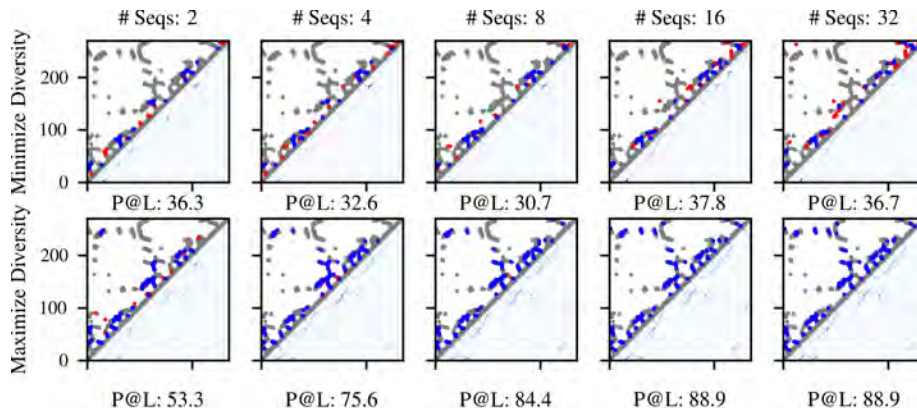 # Seqs: 2 # Seqs: 4 # Seqs: 8 # Seqs: 16 # Seqs: 32
Minimize Diversity
200
100
0
P@L: 36.3 P@L: 32.6 P@L: 30.7 P@L: 37.8 P@L: 36.7
Maximize Diversity
200
100
0
P@L: 53.3 P@L: 75.6 P@L: 84.4 P@L: 88.9 P@L: 88.9